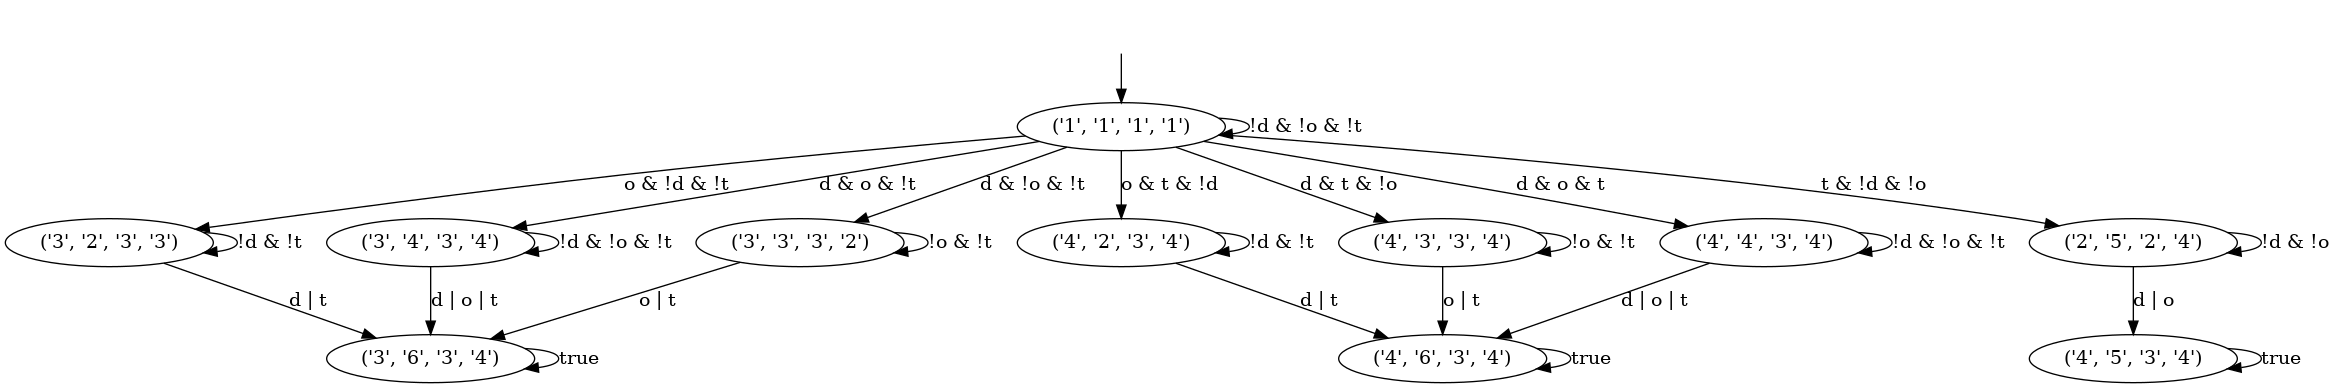 ('1', '1', '1', '1')
!d & !o & !t
o & !d & !t
d & o & !t
d & !o & !t
o & t & !d
d & t & !o
d & o & t
t & !d & !o
('3', '2', '3', '3')
!d & !t
('3', '4', '3', '4')
!d & !o & !t
('3', '3', '3', '2')
!o & !t
('4', '2', '3', '4')
!d & !t
('4', '3', '3', '4')
!o & !t
('4', '4', '3', '4')
!d & !o & !t
('2', '5', '2', '4')
!d & !o
d | t
d | o | t
o | t
d | t
o | t
d | o | t
d | o
('3', '6', '3', '4')
true
('4', '6', '3', '4')
true
('4', '5', '3', '4')
true